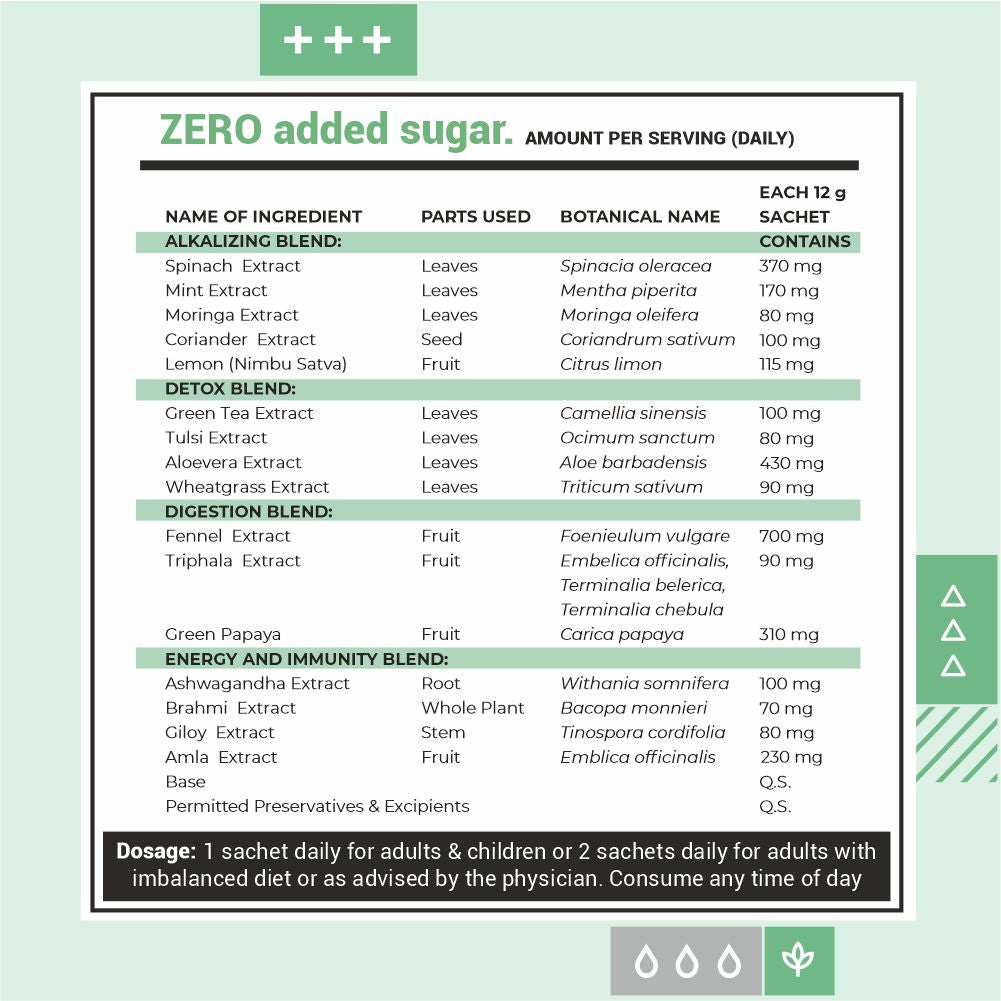 +++
ZERO added sugar. AMOUNT PER SERVING (DAILY)
EACH 12 g
NAME OF INGREDIENT PARTS USED BOTANICAL NAME SACHET
ALKALIZING BLEND: CONTAINS
Spinach Extract Leaves Spinacia oleracea 370 mg
Mint Extract Leaves Mentha piperita 170 mg
Moringa Extract Leaves Moringa oleifera 80 mg
Coriander Extract Seed Coriandrum sativum 100 mg
Lemon (Nimbu Satva) Fruit Citrus limon 115 mg
DETOX BLEND:
Green Tea Extract Leaves Camellia sinensis 100 mg
Tulsi Extract Leaves Ocimum sanctum 80 mg
Aloevera Extract Leaves Aloe barbadensis 430 mg
Wheatgrass Extract Leaves Triticum sativum 90 mg
DIGESTION BLEND:
Fennel Extract Fruit Foenieulum vulgare 700 mg
Triphala Extract Fruit Embelica officinalis, 90 mg
Terminalia belerica,
Terminalia chebula
Green Papaya Fruit Carica papaya 310 mg
ENERGY AND IMMUNITY BLEND:
Ashwagandha Extract Root Withania somnifera 100 mg
Brahmi Extract Whole Plant Bacopa monnieri 70 mg
Giloy Extract Stem Tinospora cordifolia 80 mg
Amla Extract Fruit Emblica officinalis 230 mg
Base Q.S.
Permitted Preservatives & Excipients Q.S.
Dosage: 1 sachet daily for adults & children or 2 sachets daily for adults with
imbalanced diet or as advised by the physician. Consume any time of day